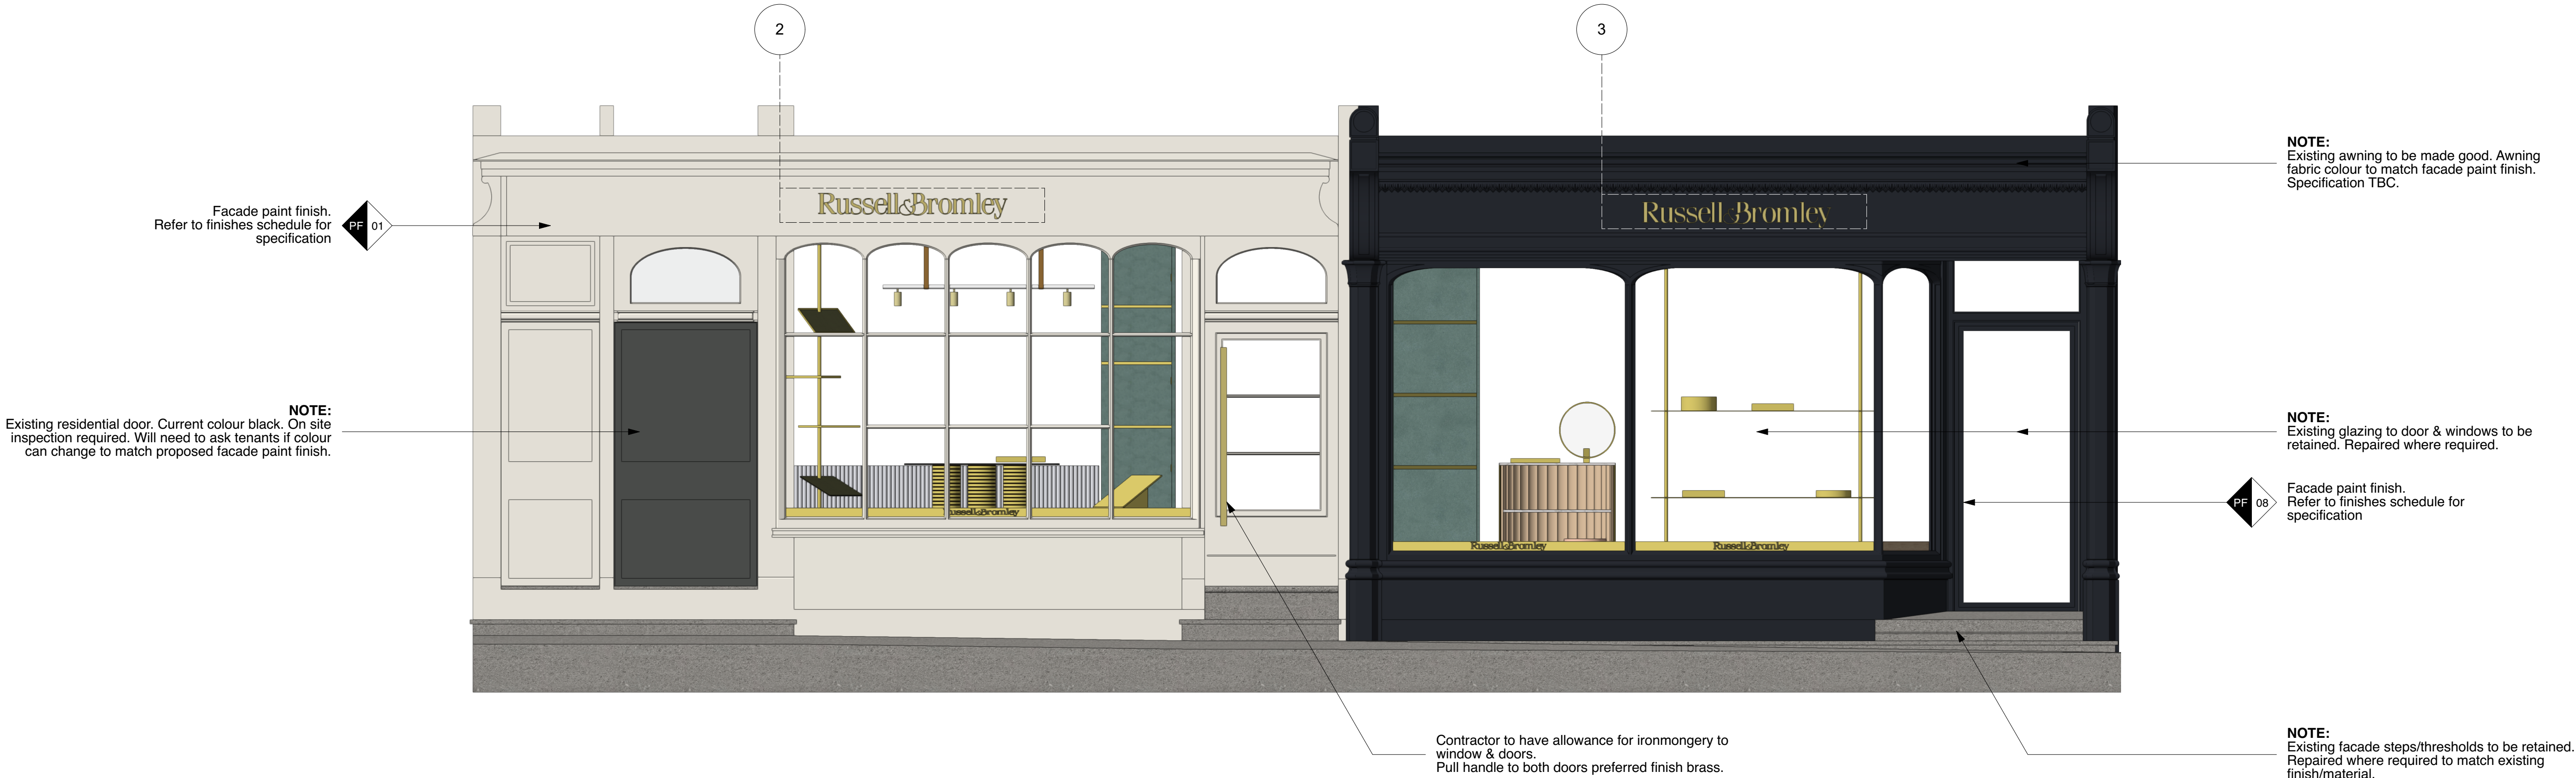 2
3
NOTE:
Existing awning to be made good. Awning
fabric colour to match facade paint finish.
Specification TBC.
Facade paint finish.
Refer to finishes schedule for
specification
PF 01
Russell&Bromley
Russell&Bromley
NOTE:
Existing residential door. Current colour black. On site
inspection required. Will need to ask tenants if colour
can change to match proposed facade paint finish.
NOTE:
Existing glazing to door & windows to be
retained. Repaired where required.
PF 08
Facade paint finish.
Refer to finishes schedule for
specification
Russell&Bromley
Russell&Bromley
Russell&Bromley
Contractor to have allowance for ironmongery to
window & doors.
Pull handle to both doors preferred finish brass.
NOTE:
Existing facade steps/thresholds to be retained.
Repaired where required to match existing
finish/material.